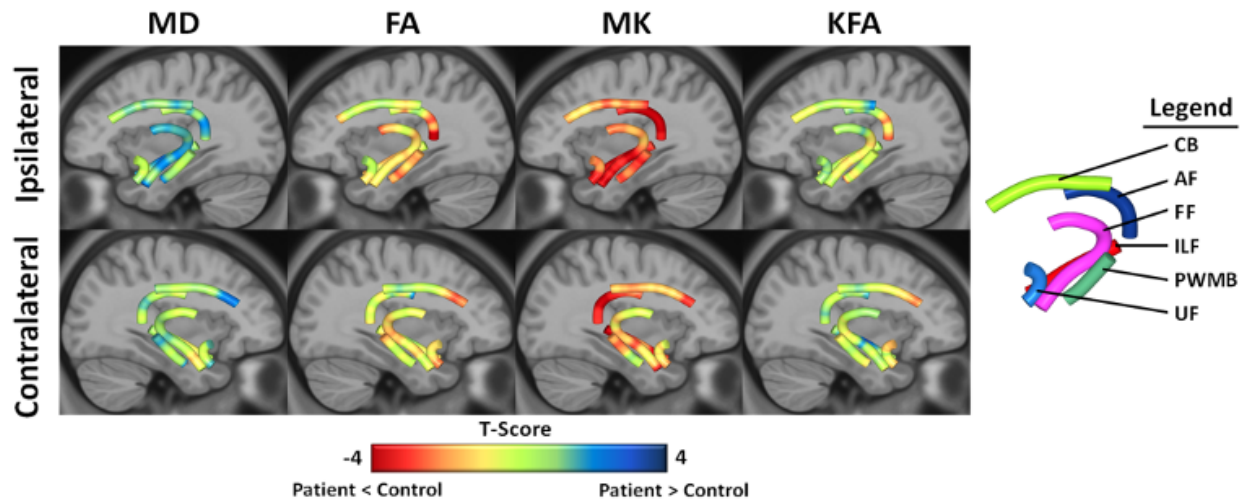 MD FA MK KFA
Ipsilateral
Contralateral
Legend
CB
AF
FF
ILF
PWMB
UF
T-Score
-4 4
Patient < Control Patient > Control